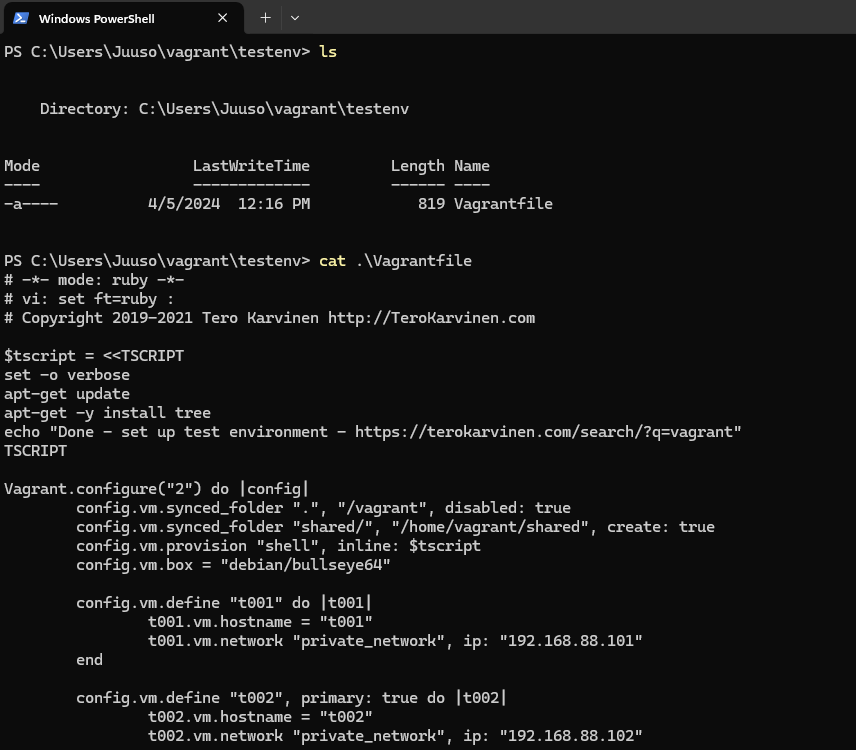 Windows PowerShell
PS C:\Users\Juuso\vagrant\testenv> ls
    Directory: C:\Users\Juuso\vagrant\testenv
Mode                 LastWriteTime         Length Name
----                 -------------         ------ ----
-a----          4/5/2024  12:16 PM            819 Vagrantfile
PS C:\Users\Juuso\vagrant\testenv> cat .\Vagrantfile
# -*- mode: ruby -*-
# vi: set ft=ruby :
# Copyright 2019-2021 Tero Karvinen http://TeroKarvinen.com
$tscript = <<TSCRIPT
set -o verbose
apt-get update
apt-get -y install tree
echo "Done - set up test environment - https://terokarvinen.com/search/?q=vagrant"
TSCRIPT
Vagrant.configure("2") do |config|
        config.vm.synced_folder ".", "/vagrant", disabled: true
        config.vm.synced_folder "shared/", "/home/vagrant/shared", create: true
        config.vm.provision "shell", inline: $tscript
        config.vm.box = "debian/bullseye64"
        config.vm.define "t001" do |t001|
                t001.vm.hostname = "t001"
                t001.vm.network "private_network", ip: "192.168.88.101"
        end
        config.vm.define "t002", primary: true do |t002|
                t002.vm.hostname = "t002"
                t002.vm.network "private_network", ip: "192.168.88.102"